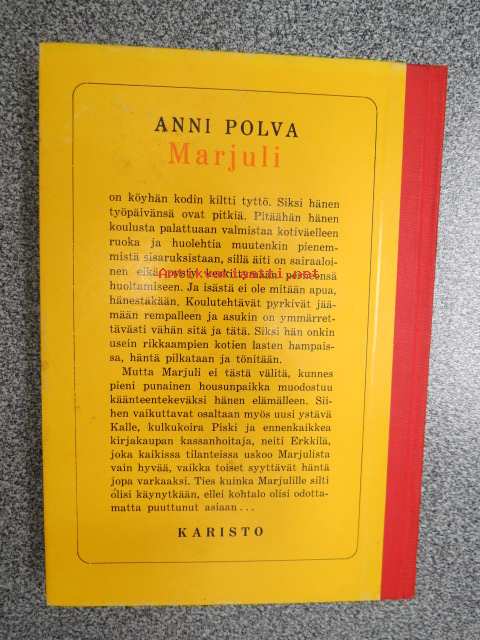 ANNI POLVA
Marjuli
on köyhän kodin kiltti tyttö. Siksi hänen
työpäivänsä ovat pitkiä. Pitäähän hänen
koulusta palattuaan valmistaa kotiväelleen
ruoka ja huolehtia muutenkin pienem-
mistä sisaruksistaan, sillä äiti on sairaaloi-
nen eikä pysty keskittymään perheensä
huoltamiseen. Ja isästä ei ole mitään apua,
hänestäkään. Koulutehtävät pyrkivät jää-
mään rempalleen ja asukin on ymmärret-
tävästi vähän sitä ja tätä. Siksi hän onkin
usein rikkaampien kotien lasten hampais-
sa, häntä pilkataan ja tönitään.
Mutta Marjuli ei tästä välitä, kunnes
pieni punainen housunpaikka muodostuu
käänteentekeväksi hänen elämälleen. Sii-
hen vaikuttavat osaltaan myös uusi ystävä
Kalle, kulkukoira Piski ja ennenkaikkea
kirjakaupan kassanhoitaja, neiti Erkkilä,
joka kaikissa tilanteissa uskoo Marjulista
vain hyvää, vaikka toiset syyttävät häntä
jopa varkaaksi. Ties kuinka Marjulille silti
olisi käynytkään, ellei kohtalo olisi odotta-
matta puuttunut asiaan...
KARISTO